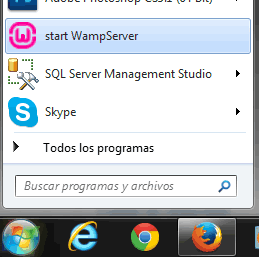 start WampServer
SQL Server Management Studio
Skype
Todos los programas
Buscar programas y archivos